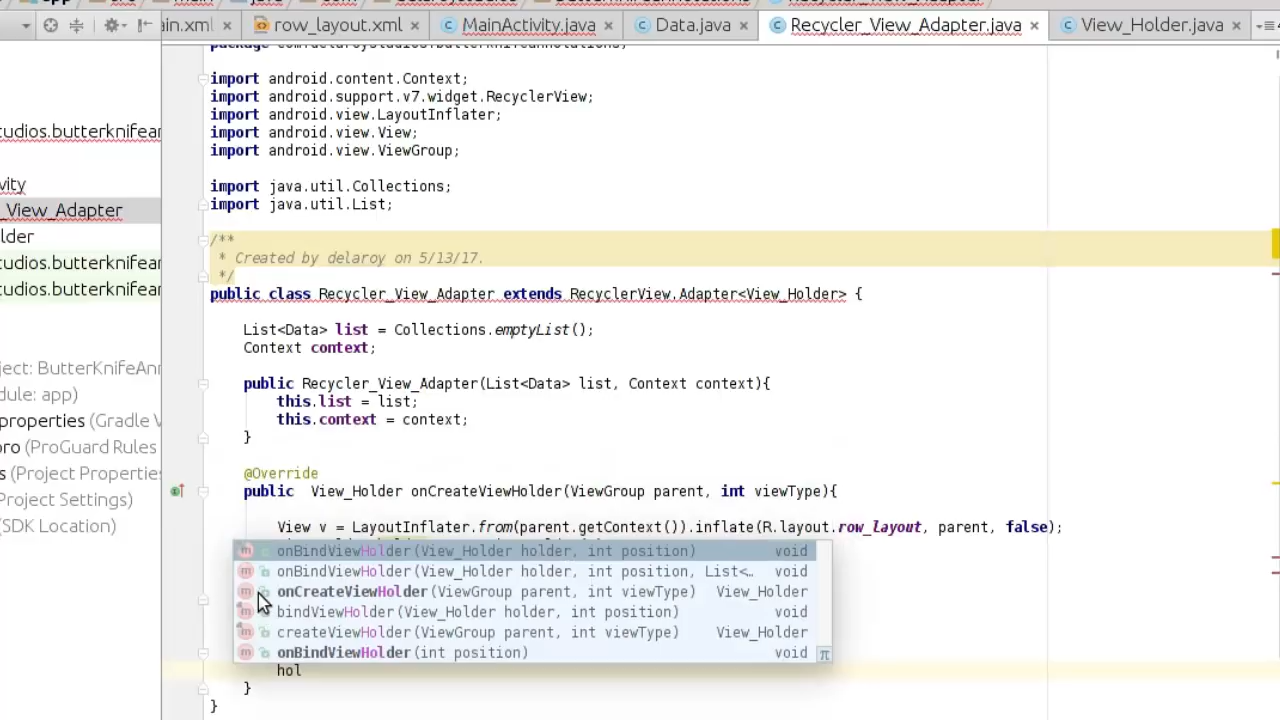 ain.xml row_layout.xml MainActivity.java Data.java Recycler_View_Adapter.java View_Holder.java
import android.content.Context;
import android.support.v7.widget.RecyclerView;
import android.view.LayoutInflater;
import android.view.View;
import android.view.ViewGroup;
import java.util.Collections;
import java.util.List;
/**
* Created by delaroy on 5/13/17.
*/
public class Recycler_View_Adapter extends RecyclerView.Adapter<View_Holder> {
List<Data> list = Collections.emptyList();
Context context;
public Recycler_View_Adapter(List<Data> list, Context context){
this.list = list;
this.context = context;
}
@Override
public View_Holder onCreateViewHolder(ViewGroup parent, int viewType){
View v = LayoutInflater.from(parent.getContext()).inflate(R.layout.row_layout, parent, false);
onBindViewHolder(View_Holder holder, int position) void
onBindViewHolder(View_Holder holder, int position, List<… void
onCreateViewHolder(ViewGroup parent, int viewType) View_Holder
bindViewHolder(View_Holder holder, int position) void
createViewHolder(ViewGroup parent, int viewType) View_Holder
onBindViewHolder(int position) void
π
hol
}
}
tudios.butterknifear
vity
_View_Adapter
lder
tudios.butterknifear
tudios.butterknifear
ject: ButterKnifeAnn
dule: app)
properties (Gradle V
pro (ProGuard Rules
s (Project Properties
Project Settings)
(SDK Location)